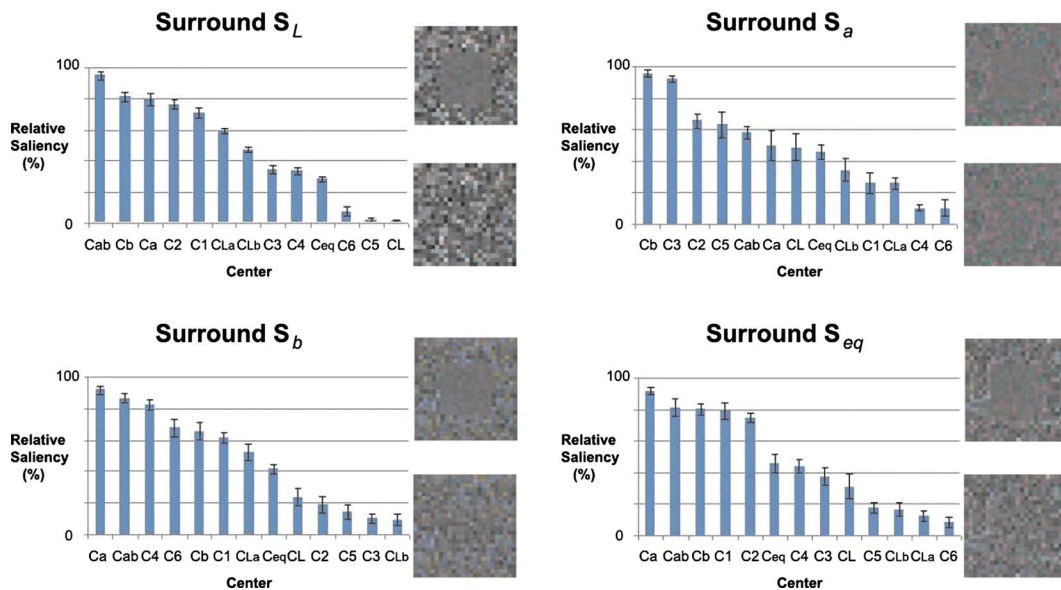 Surround S_L
100
Relative
Saliency
(%)
0
Cab Cb Ca C2 C1 CLa CLb C3 C4 Ceq C6 C5 CL
Center
Surround S_a
100
Relative
Saliency
(%)
0
Cb C3 C2 C5 Cab Ca CL Ceq CLb C1 CLa C4 C6
Center
Surround S_b
100
Relative
Saliency
(%)
0
Ca Cab C4 C6 Cb C1 CLa Ceq CL C2 C5 C3 CLb
Center
Surround S_eq
100
Relative
Saliency
(%)
0
Ca Cab Cb C1 C2 Ceq C4 C3 CL C5 CLb CLa C6
Center